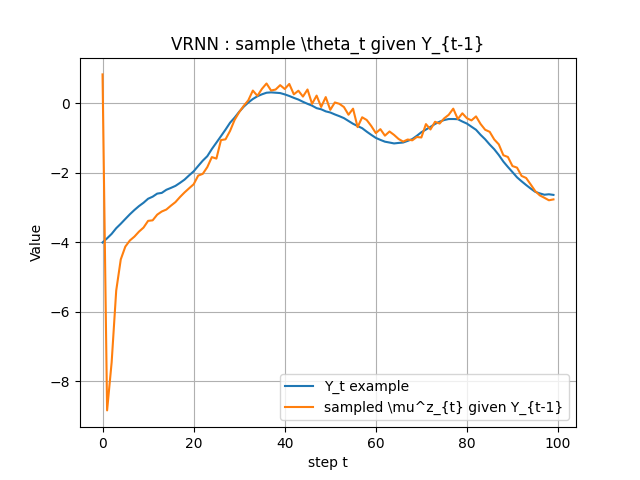 VRNN : sample \theta_t given Y_{t-1}
Value
0
−2
−4
−6
−8
Y_t example
sampled \mu^z_{t} given Y_{t-1}
0 20 40 60 80 100
step t